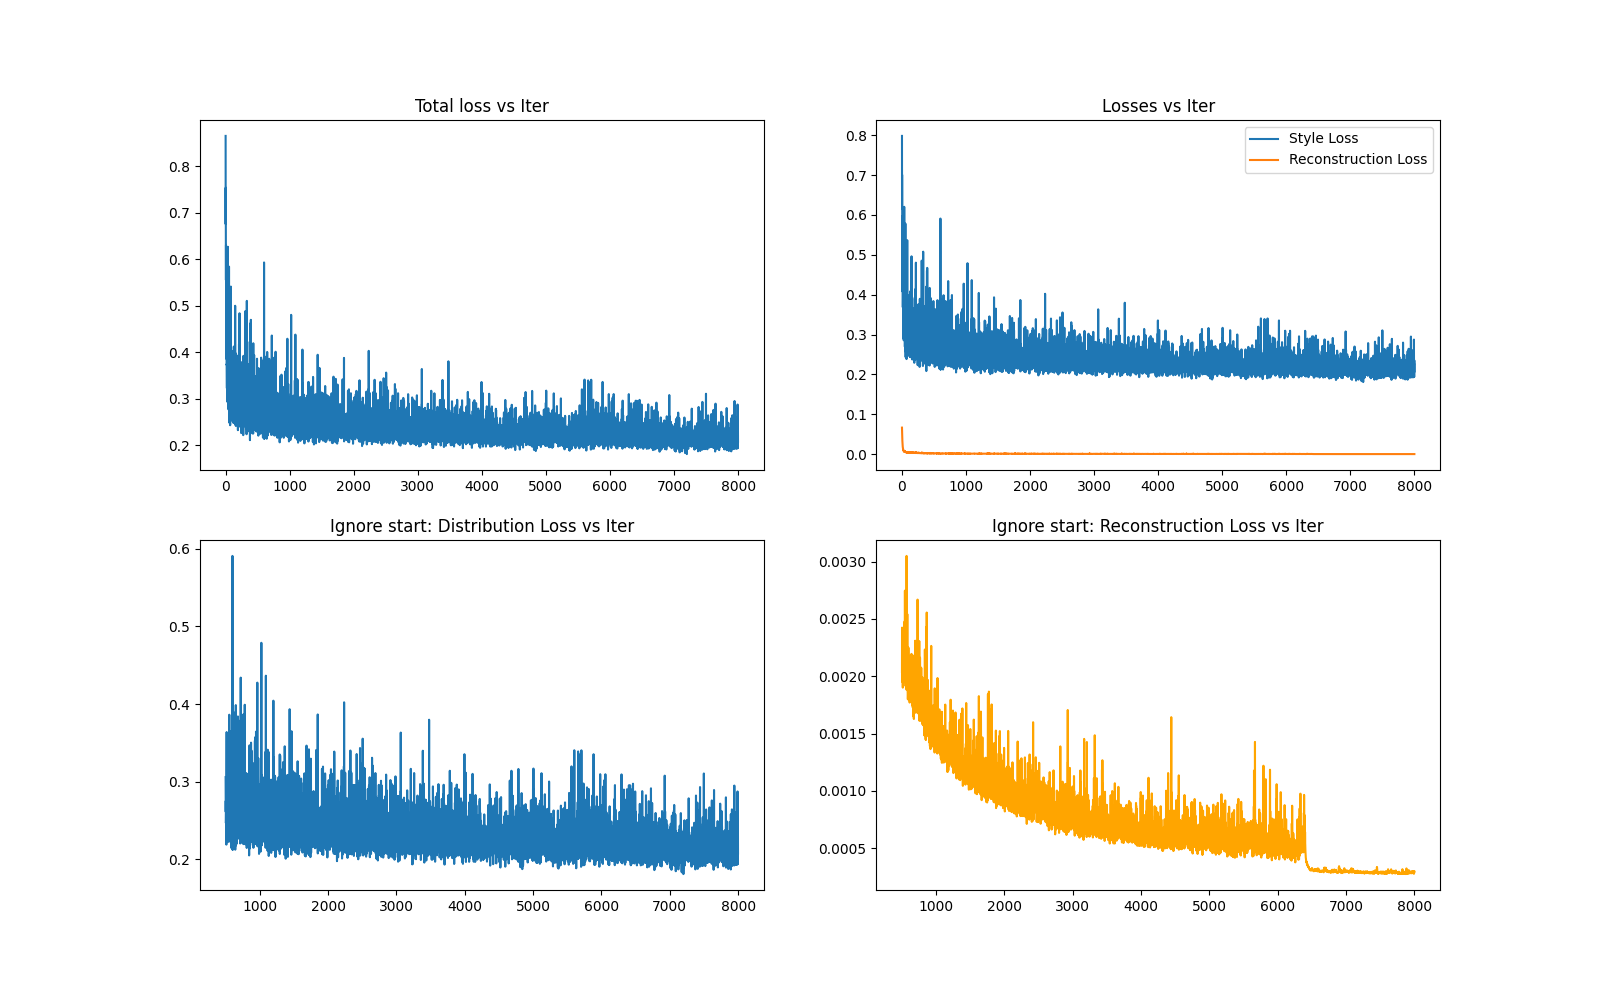 Total loss vs Iter
0.8
0.7
0.6
0.5
0.4
0.3
0.2
0 1000 2000 3000 4000 5000 6000 7000 8000
Losses vs Iter
Style Loss
Reconstruction Loss
0.8
0.7
0.6
0.5
0.4
0.3
0.2
0.1
0.0
0 1000 2000 3000 4000 5000 6000 7000 8000
Ignore start: Distribution Loss vs Iter
0.6
0.5
0.4
0.3
0.2
1000 2000 3000 4000 5000 6000 7000 8000
Ignore start: Reconstruction Loss vs Iter
0.0030
0.0025
0.0020
0.0015
0.0010
0.0005
1000 2000 3000 4000 5000 6000 7000 8000